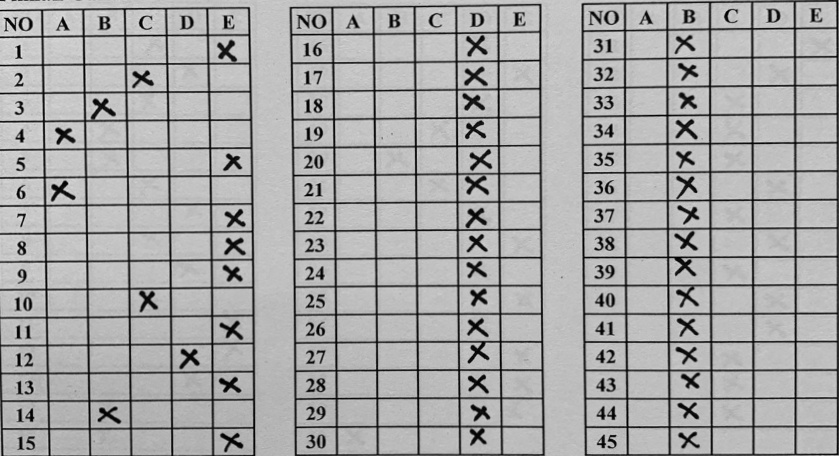 NO A B C D E
1 X
2 X
3 X
4 X
5 X
6 X
7 X
8 X
9 X
10 X
11 X
12 X
13 X
14 X
15 X
NO A B C D E
16 X
17 X
18 X
19 X
20 X
21 X
22 X
23 X
24 X
25 X
26 X
27 X
28 X
29 X
30 X
NO A B C D E
31 X
32 X
33 X
34 X
35 X
36 X
37 X
38 X
39 X
40 X
41 X
42 X
43 X
44 X
45 X